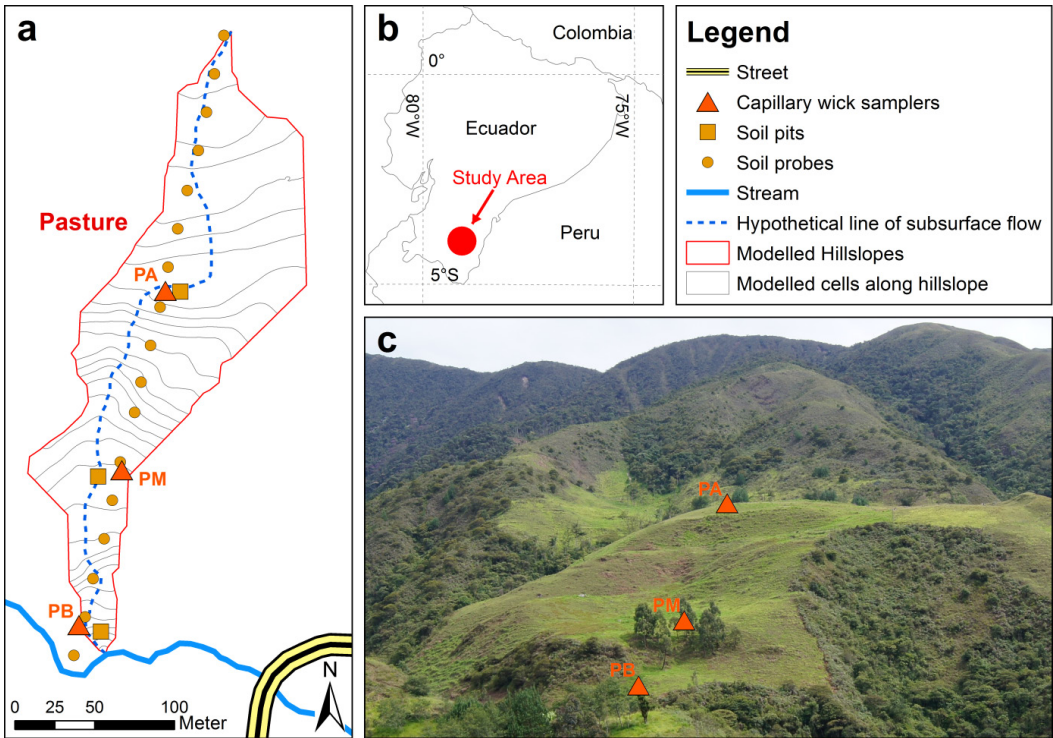 a
Pasture
PA
PM
PB
0 25 50 100
Meter
N
b
Colombia
0°
80°W
75°W
Ecuador
Study Area
Peru
5°S
Legend
Street
Capillary wick samplers
Soil pits
Soil probes
Stream
Hypothetical line of subsurface flow
Modelled Hillslopes
Modelled cells along hillslope
c
PA
PM
PB